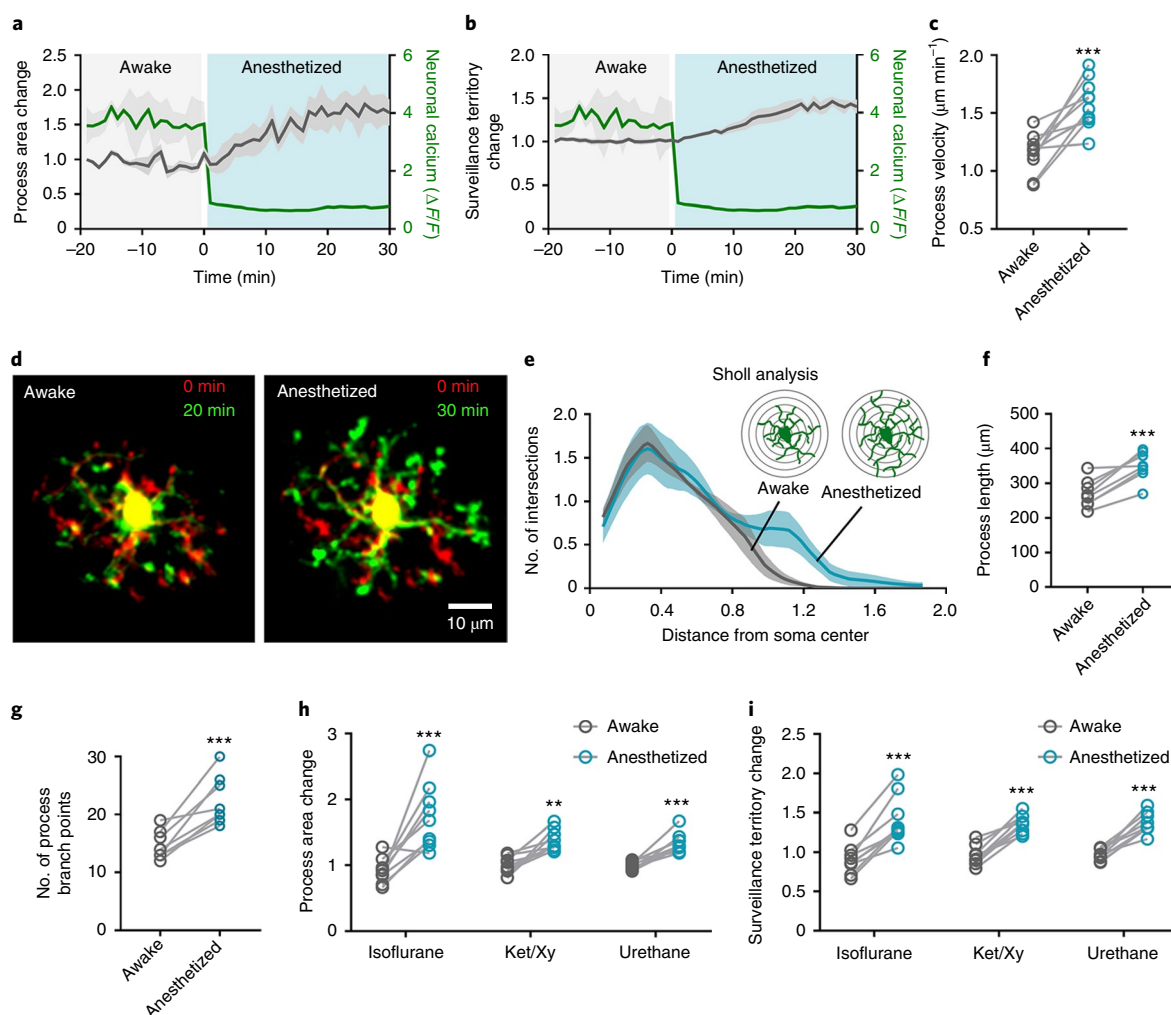 a
Process area change
2.5
2.0
1.5
1.0
0.5
0
Awake
Anesthetized
6
4
2
0
Neuronal calcium (ΔF/F)
–20
–10
0
10
20
30
Time (min)
b
Surveillance territory
change
2.0
1.5
1.0
0.5
0
Awake
Anesthetized
6
4
2
0
Neuronal calcium (ΔF/F)
–20
–10
0
10
20
30
Time (min)
c
Process velocity (μm min⁻¹)
2.0
1.5
1.0
0.5
***
Awake
Anesthetized
d
Awake
0 min
20 min
Anesthetized
0 min
30 min
10 μm
e
Sholl analysis
No. of intersections
2.0
1.5
1.0
0.5
0
Awake
Anesthetized
0
0.4
0.8
1.2
1.6
2.0
Distance from soma center
f
Process length (μm)
500
400
300
200
100
0
***
Awake
Anesthetized
g
No. of process
branch points
30
20
10
0
***
Awake
Anesthetized
h
Awake
Anesthetized
Process area change
3
2
1
0
***
**
***
Isoflurane
Ket/Xy
Urethane
i
Awake
Anesthetized
Surveillance territory change
2.5
2.0
1.5
1.0
0.5
0
***
***
***
Isoflurane
Ket/Xy
Urethane